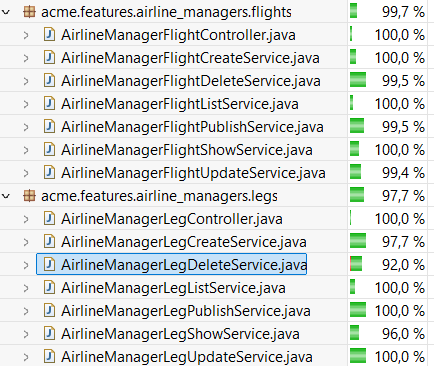 acme.features.airline_managers.flights 99,7 %
AirlineManagerFlightController.java 100,0 %
AirlineManagerFlightCreateService.java 100,0 %
AirlineManagerFlightDeleteService.java 99,5 %
AirlineManagerFlightListService.java 100,0 %
AirlineManagerFlightPublishService.java 99,5 %
AirlineManagerFlightShowService.java 100,0 %
AirlineManagerFlightUpdateService.java 99,4 %
acme.features.airline_managers.legs 97,7 %
AirlineManagerLegController.java 100,0 %
AirlineManagerLegCreateService.java 97,7 %
AirlineManagerLegDeleteService.java 92,0 %
AirlineManagerLegListService.java 100,0 %
AirlineManagerLegPublishService.java 100,0 %
AirlineManagerLegShowService.java 96,0 %
AirlineManagerLegUpdateService.java 100,0 %